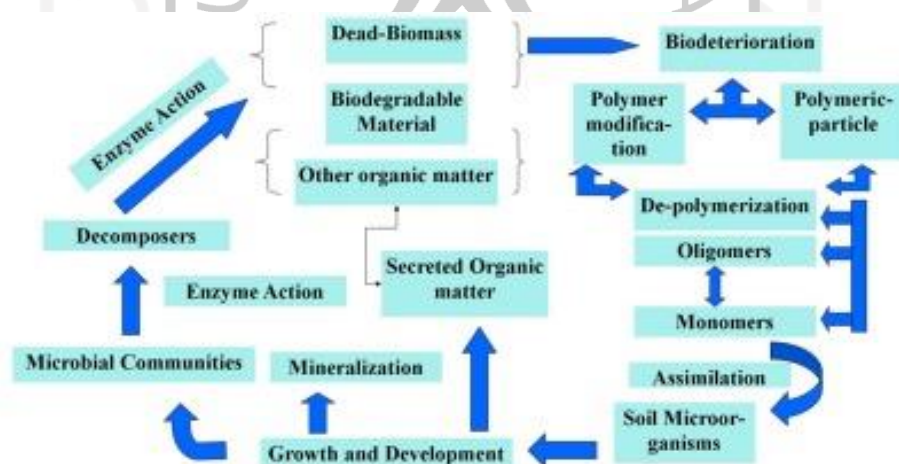 Dead-Biomass
Biodeterioration
Enzyme Action
Biodegradable
Material
Polymer
modifica-
tion
Polymeric-
particle
Other organic matter
De-polymerization
Decomposers
Oligomers
Secreted Organic
matter
Enzyme Action
Monomers
Microbial Communities
Mineralization
Assimilation
Soil Microor-
ganisms
Growth and Development